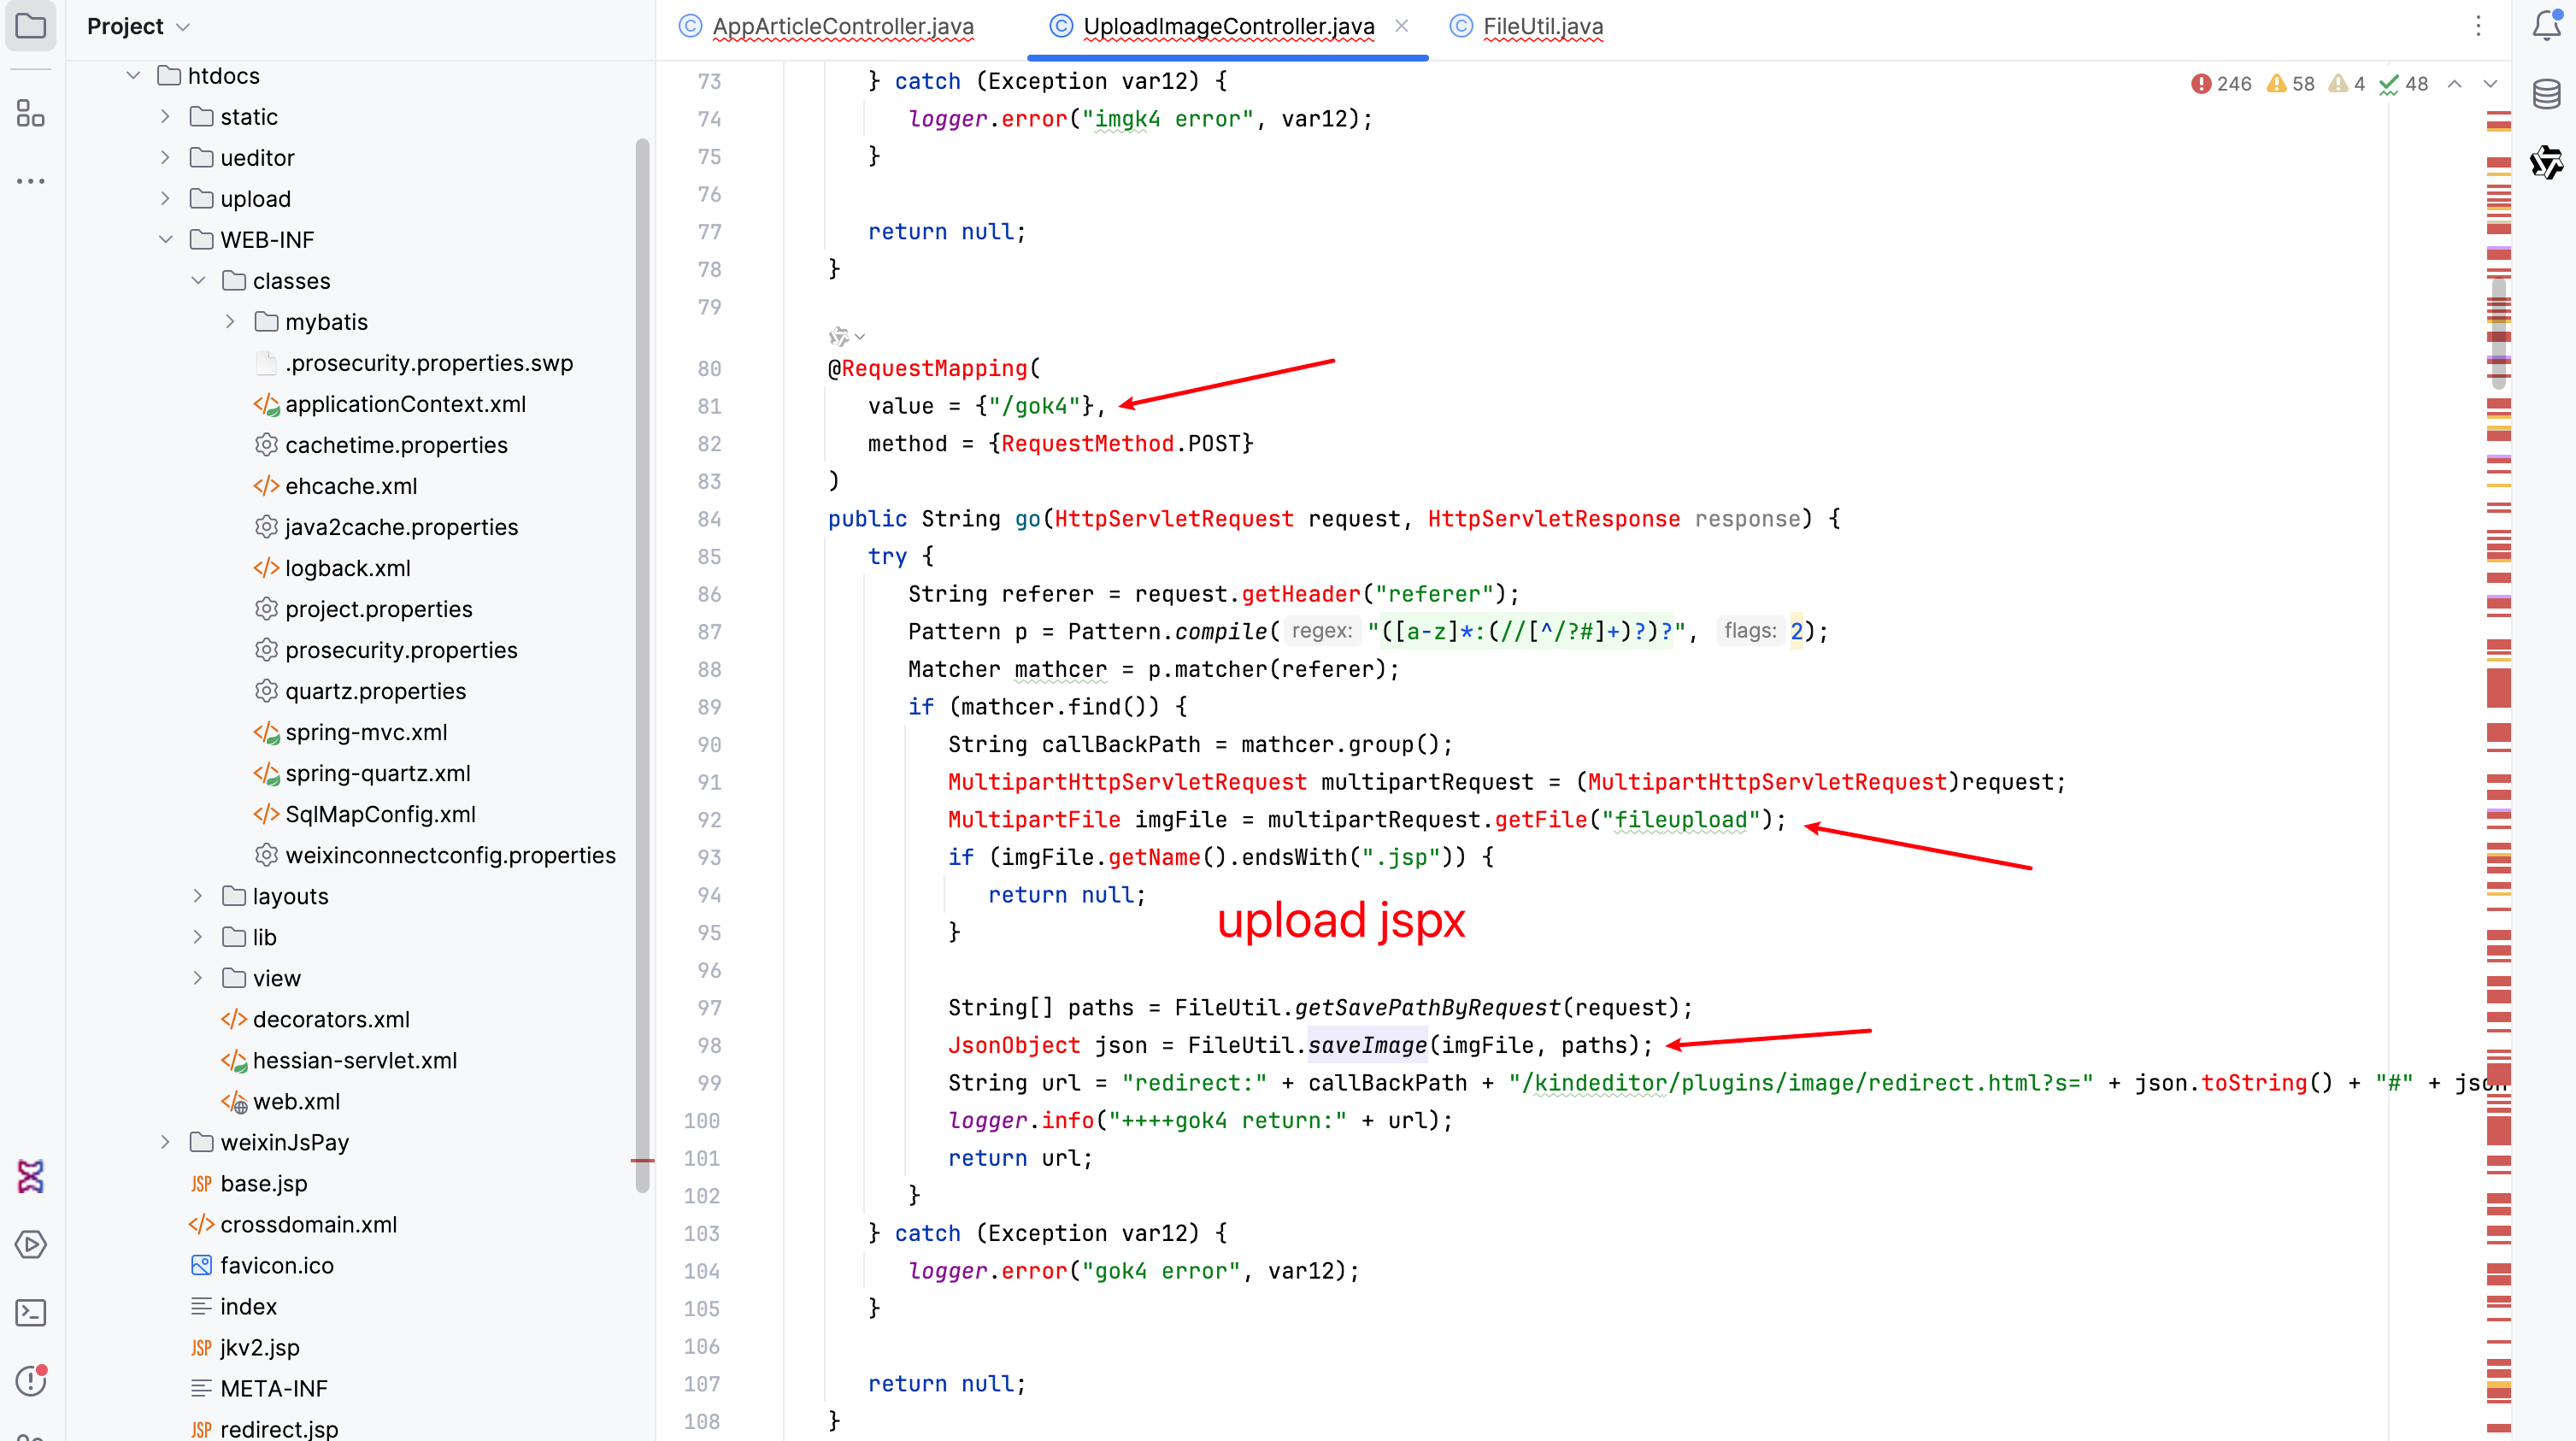 Project
htdocs
static
ueditor
upload
WEB-INF
classes
mybatis
.prosecurity.properties.swp
applicationContext.xml
cachetime.properties
ehcache.xml
java2cache.properties
logback.xml
project.properties
prosecurity.properties
quartz.properties
spring-mvc.xml
spring-quartz.xml
SqlMapConfig.xml
weixinconnectconfig.properties
layouts
lib
view
decorators.xml
hessian-servlet.xml
web.xml
weixinJsPay
JSP base.jsp
crossdomain.xml
favicon.ico
index
JSP jkv2.jsp
META-INF
JSP redirect.jsp
AppArticleController.java UploadImageController.java FileUtil.java
246 58 4 48
73 } catch (Exception var12) {
74 logger.error("imgk4 error", var12);
75 }
76
77 return null;
78 }
79
80 @RequestMapping(
81 value = {"/gok4"},
82 method = {RequestMethod.POST}
83 )
84 public String go(HttpServletRequest request, HttpServletResponse response) {
85 try {
86 String referer = request.getHeader("referer");
87 Pattern p = Pattern.compile( regex: "([a-z]*:(//[^/?#]+)?)?", flags: 2);
88 Matcher mathcer = p.matcher(referer);
89 if (mathcer.find()) {
90 String callBackPath = mathcer.group();
91 MultipartHttpServletRequest multipartRequest = (MultipartHttpServletRequest)request;
92 MultipartFile imgFile = multipartRequest.getFile("fileupload");
93 if (imgFile.getName().endsWith(".jsp")) {
94 return null;
upload jspx
95 }
96
97 String[] paths = FileUtil.getSavePathByRequest(request);
98 JsonObject json = FileUtil.saveImage(imgFile, paths);
99 String url = "redirect:" + callBackPath + "/kindeditor/plugins/image/redirect.html?s=" + json.toString() + "#" + json
100 logger.info("++++gok4 return:" + url);
101 return url;
102 }
103 } catch (Exception var12) {
104 logger.error("gok4 error", var12);
105 }
106
107 return null;
108 }